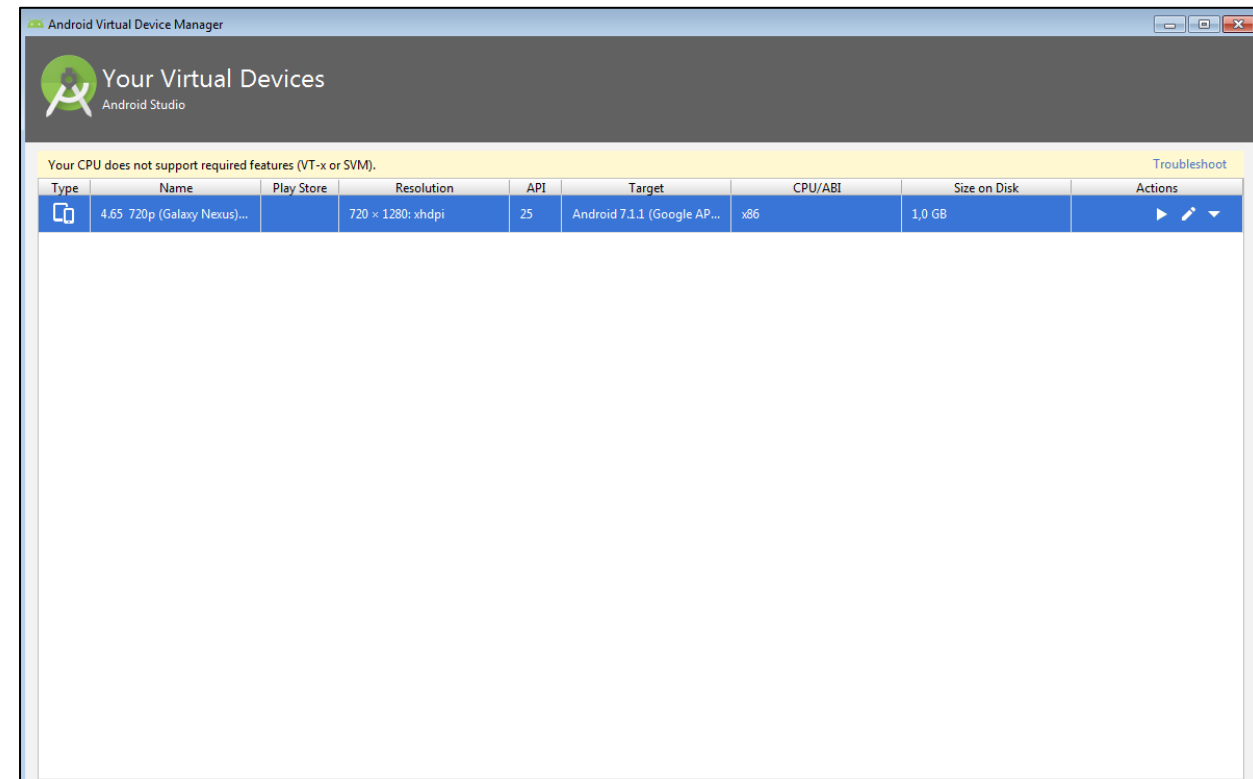 Android Virtual Device Manager
Your Virtual Devices
Android Studio
Your CPU does not support required features (VT-x or SVM). Troubleshoot
Type Name Play Store Resolution API Target CPU/ABI Size on Disk Actions
4.65 720p (Galaxy Nexus)... 720 × 1280: xhdpi 25 Android 7.1.1 (Google AP... x86 1,0 GB